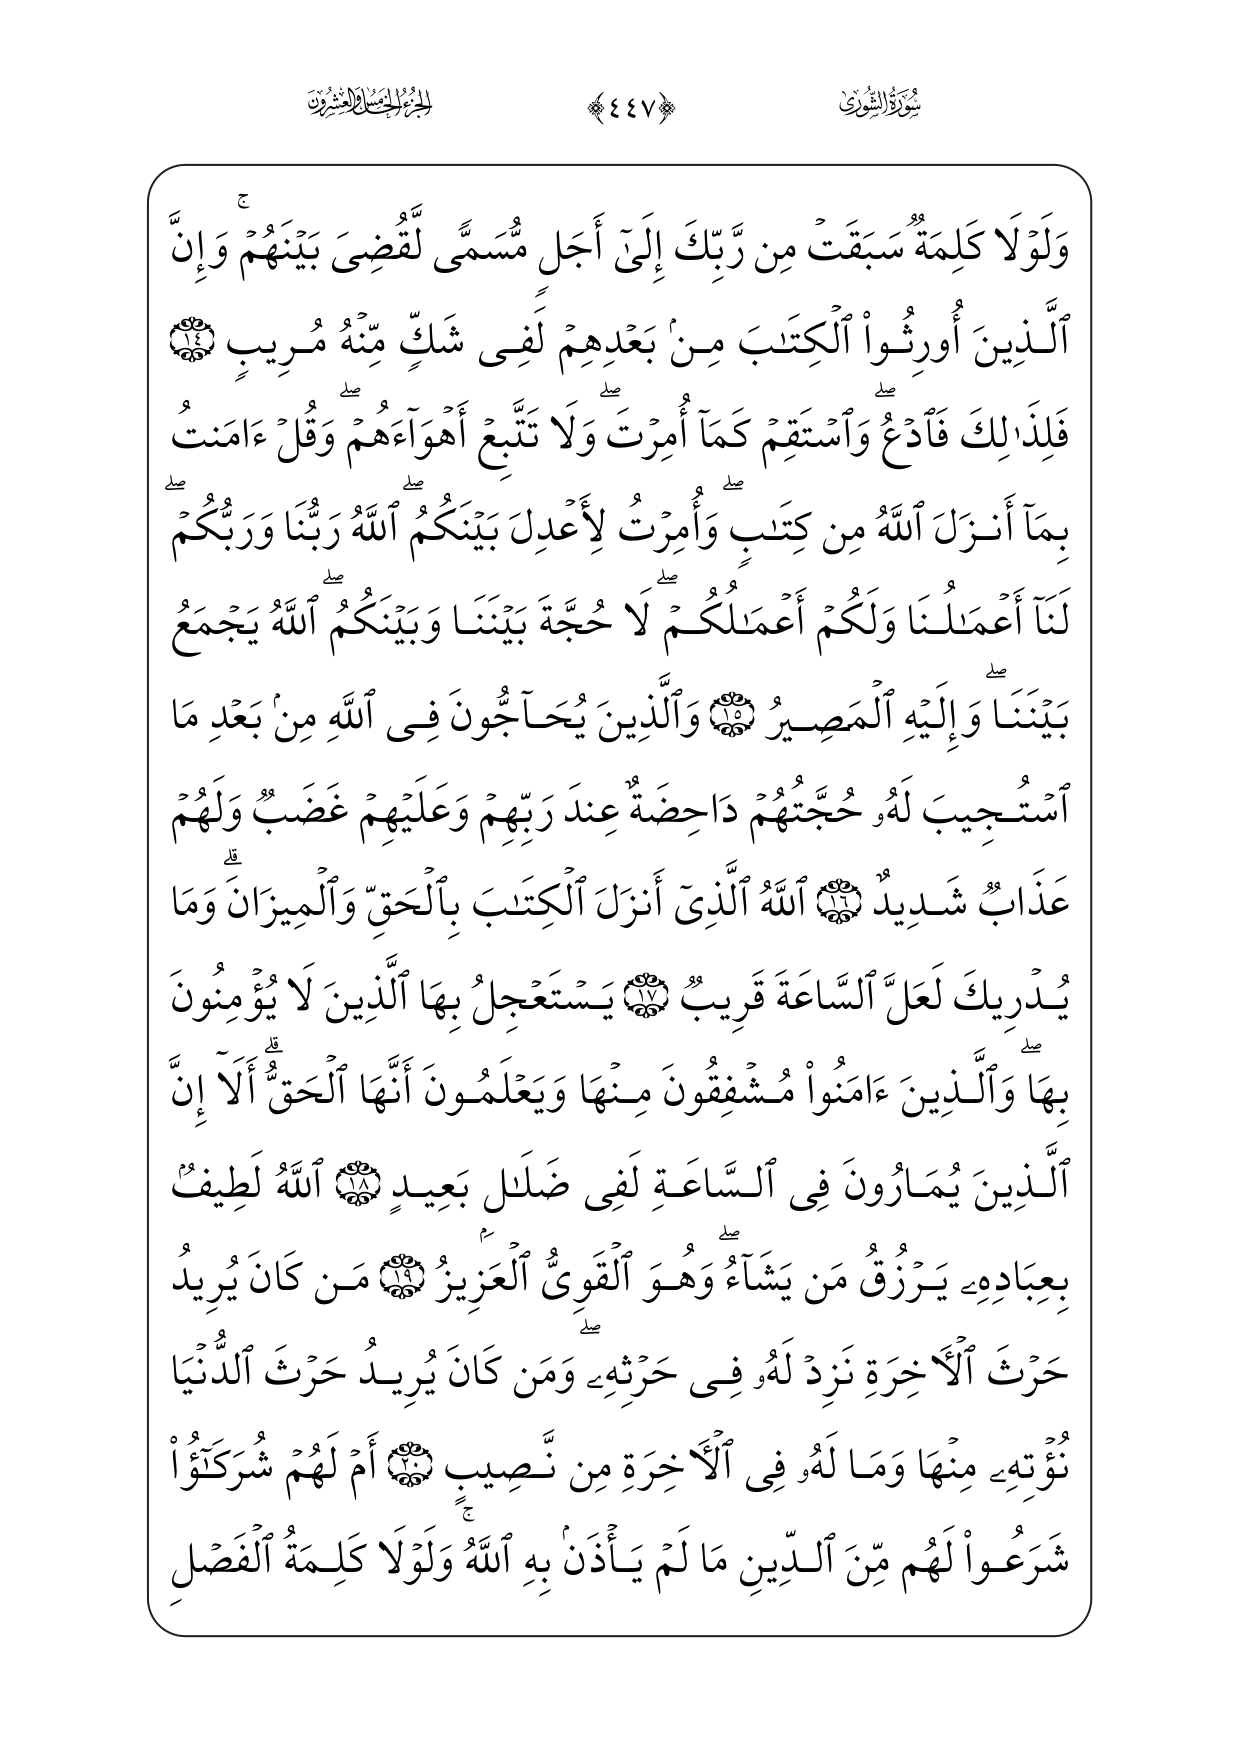 سُورَةُ الشُّورَى ﴿٤٤٧﴾ الجُزْءُ الخَامِسُ وَالعِشْرُونَ
وَلَوۡلَا كَلِمَةٞ سَبَقَتۡ مِن رَّبِّكَ إِلَىٰٓ أَجَلٖ مُّسَمّٗى لَّقُضِيَ بَيۡنَهُمۡۚ وَإِنَّ
ٱلَّذِينَ أُورِثُواْ ٱلۡكِتَٰبَ مِنۢ بَعۡدِهِمۡ لَفِي شَكّٖ مِّنۡهُ مُرِيبٖ ١٤
فَلِذَٰلِكَ فَٱدۡعُۖ وَٱسۡتَقِمۡ كَمَآ أُمِرۡتَۖ وَلَا تَتَّبِعۡ أَهۡوَآءَهُمۡۖ وَقُلۡ ءَامَنتُ
بِمَآ أَنزَلَ ٱللَّهُ مِن كِتَٰبٖۖ وَأُمِرۡتُ لِأَعۡدِلَ بَيۡنَكُمُۖ ٱللَّهُ رَبُّنَا وَرَبُّكُمۡۖ
لَنَآ أَعۡمَٰلُنَا وَلَكُمۡ أَعۡمَٰلُكُمۡۖ لَا حُجَّةَ بَيۡنَنَا وَبَيۡنَكُمُۖ ٱللَّهُ يَجۡمَعُ
بَيۡنَنَاۖ وَإِلَيۡهِ ٱلۡمَصِيرُ ١٥ وَٱلَّذِينَ يُحَآجُّونَ فِي ٱللَّهِ مِنۢ بَعۡدِ مَا
ٱسۡتُجِيبَ لَهُۥ حُجَّتُهُمۡ دَاحِضَةٌ عِندَ رَبِّهِمۡ وَعَلَيۡهِمۡ غَضَبٞ وَلَهُمۡ
عَذَابٞ شَدِيدٌ ١٦ ٱللَّهُ ٱلَّذِيٓ أَنزَلَ ٱلۡكِتَٰبَ بِٱلۡحَقِّ وَٱلۡمِيزَانَۗ وَمَا
يُدۡرِيكَ لَعَلَّ ٱلسَّاعَةَ قَرِيبٞ ١٧ يَسۡتَعۡجِلُ بِهَا ٱلَّذِينَ لَا يُؤۡمِنُونَ
بِهَاۖ وَٱلَّذِينَ ءَامَنُواْ مُشۡفِقُونَ مِنۡهَا وَيَعۡلَمُونَ أَنَّهَا ٱلۡحَقُّۗ أَلَآ إِنَّ
ٱلَّذِينَ يُمَارُونَ فِي ٱلسَّاعَةِ لَفِي ضَلَٰلِۭ بَعِيدٍ ١٨ ٱللَّهُ لَطِيفُۢ
بِعِبَادِهِۦ يَرۡزُقُ مَن يَشَآءُۖ وَهُوَ ٱلۡقَوِيُّ ٱلۡعَزِيزُ ١٩ مَن كَانَ يُرِيدُ
حَرۡثَ ٱلۡأٓخِرَةِ نَزِدۡ لَهُۥ فِي حَرۡثِهِۦۖ وَمَن كَانَ يُرِيدُ حَرۡثَ ٱلدُّنۡيَا
نُؤۡتِهِۦ مِنۡهَا وَمَا لَهُۥ فِي ٱلۡأٓخِرَةِ مِن نَّصِيبٍ ٢٠ أَمۡ لَهُمۡ شُرَكَٰٓؤُاْ
شَرَعُواْ لَهُم مِّنَ ٱلدِّينِ مَا لَمۡ يَأۡذَنۢ بِهِ ٱللَّهُۚ وَلَوۡلَا كَلِمَةُ ٱلۡفَصۡلِ